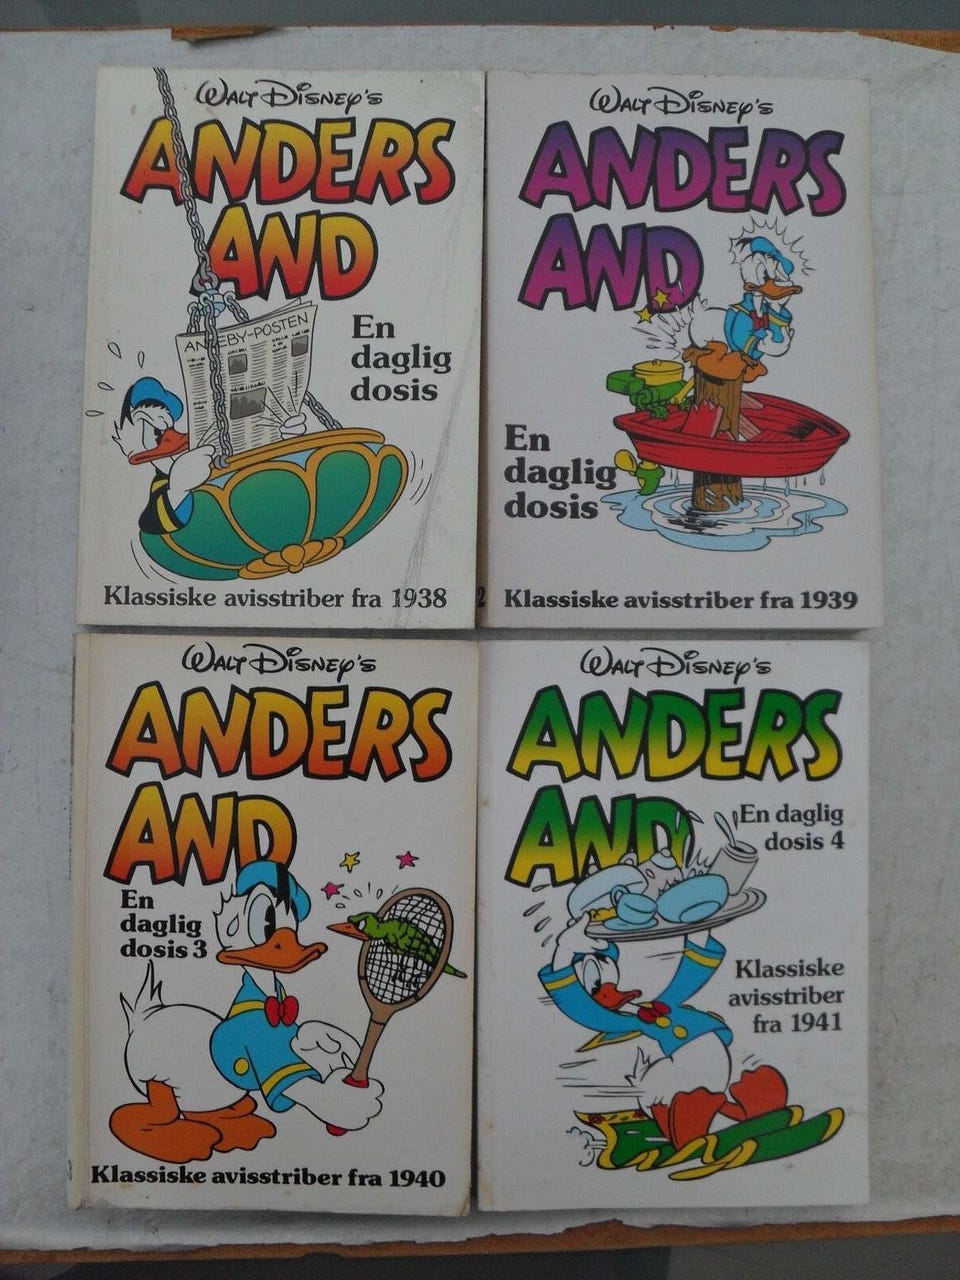 WALT DISNEY'S
ANDERS
AND
ANDEBY-POSTEN
En
daglig
dosis
Klassiske avisstriber fra 1938
WALT DISNEY'S
ANDERS
AND
En
daglig
dosis
2
Klassiske avisstriber fra 1939
WALT DISNEY'S
ANDERS
AND
En
daglig
dosis 3
3
Klassiske avisstriber fra 1940
WALT DISNEY'S
ANDERS
AND
En daglig
dosis 4
Klassiske
avisstriber
fra 1941